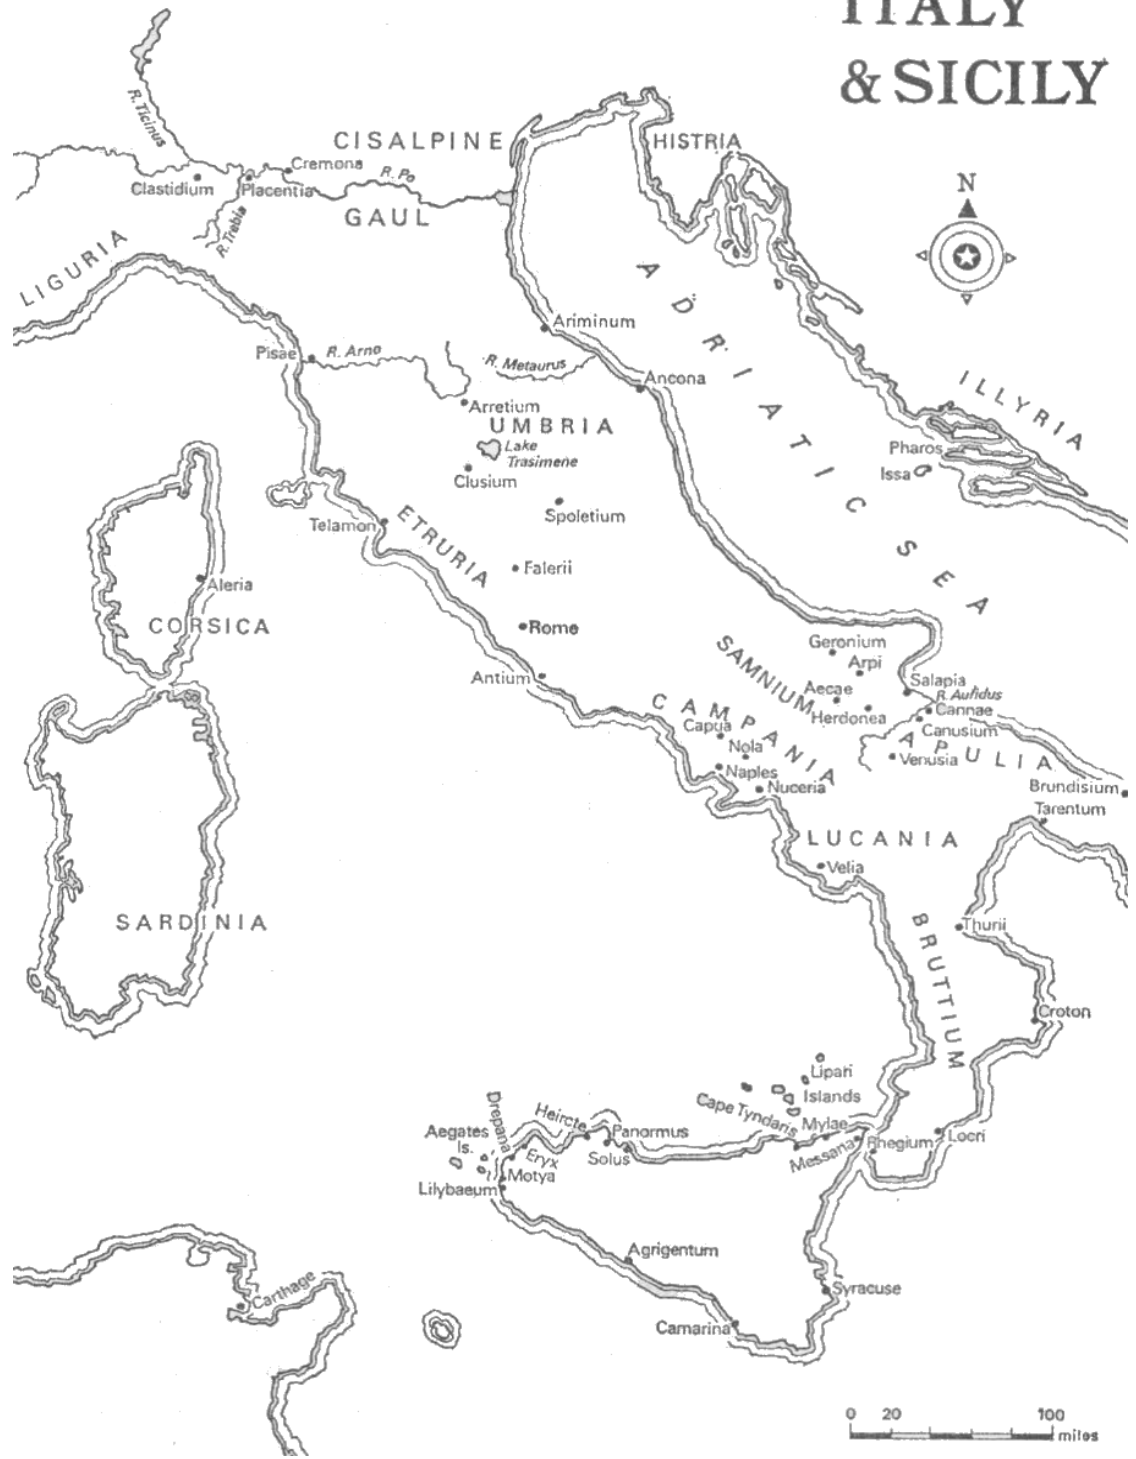 ITALY
& SICILY
R. Ticinus
CISALPINE
HISTRIA
Cremona
R. Po
Clastidium
Placentia
GAUL
R. Trebia
N
LIGURIA
ADRIATIC SEA
Ariminum
Pisae
R. Arno
R. Metaurus
Ancona
ILLYRIA
Arretium
UMBRIA
Lake
Trasimene
Pharos
Issa
Clusium
Spoletium
Telamon
ETRURIA
Falerii
Aleria
CORSICA
Rome
Geronium
Arpi
SAMNIUM
Antium
Salapia
Aecae
R. Aufidus
Cannae
Herdonea
CAMPANIA
Capua
Canusium
Nola
APULIA
Venusia
Naples
Nuceria
Brundisium
Tarentum
LUCANIA
Velia
SARDINIA
Thurii
BRUTTIUM
Croton
Lipari
Islands
Cape Tyndaris
Drepana
Heircte
Mylae
Aegates
Is.
Panormus
Rhegium
Locri
Messana
Solus
Eryx
Motya
Lilybaeum
Agrigentum
Carthage
Syracuse
Camarina
0 20 100
miles